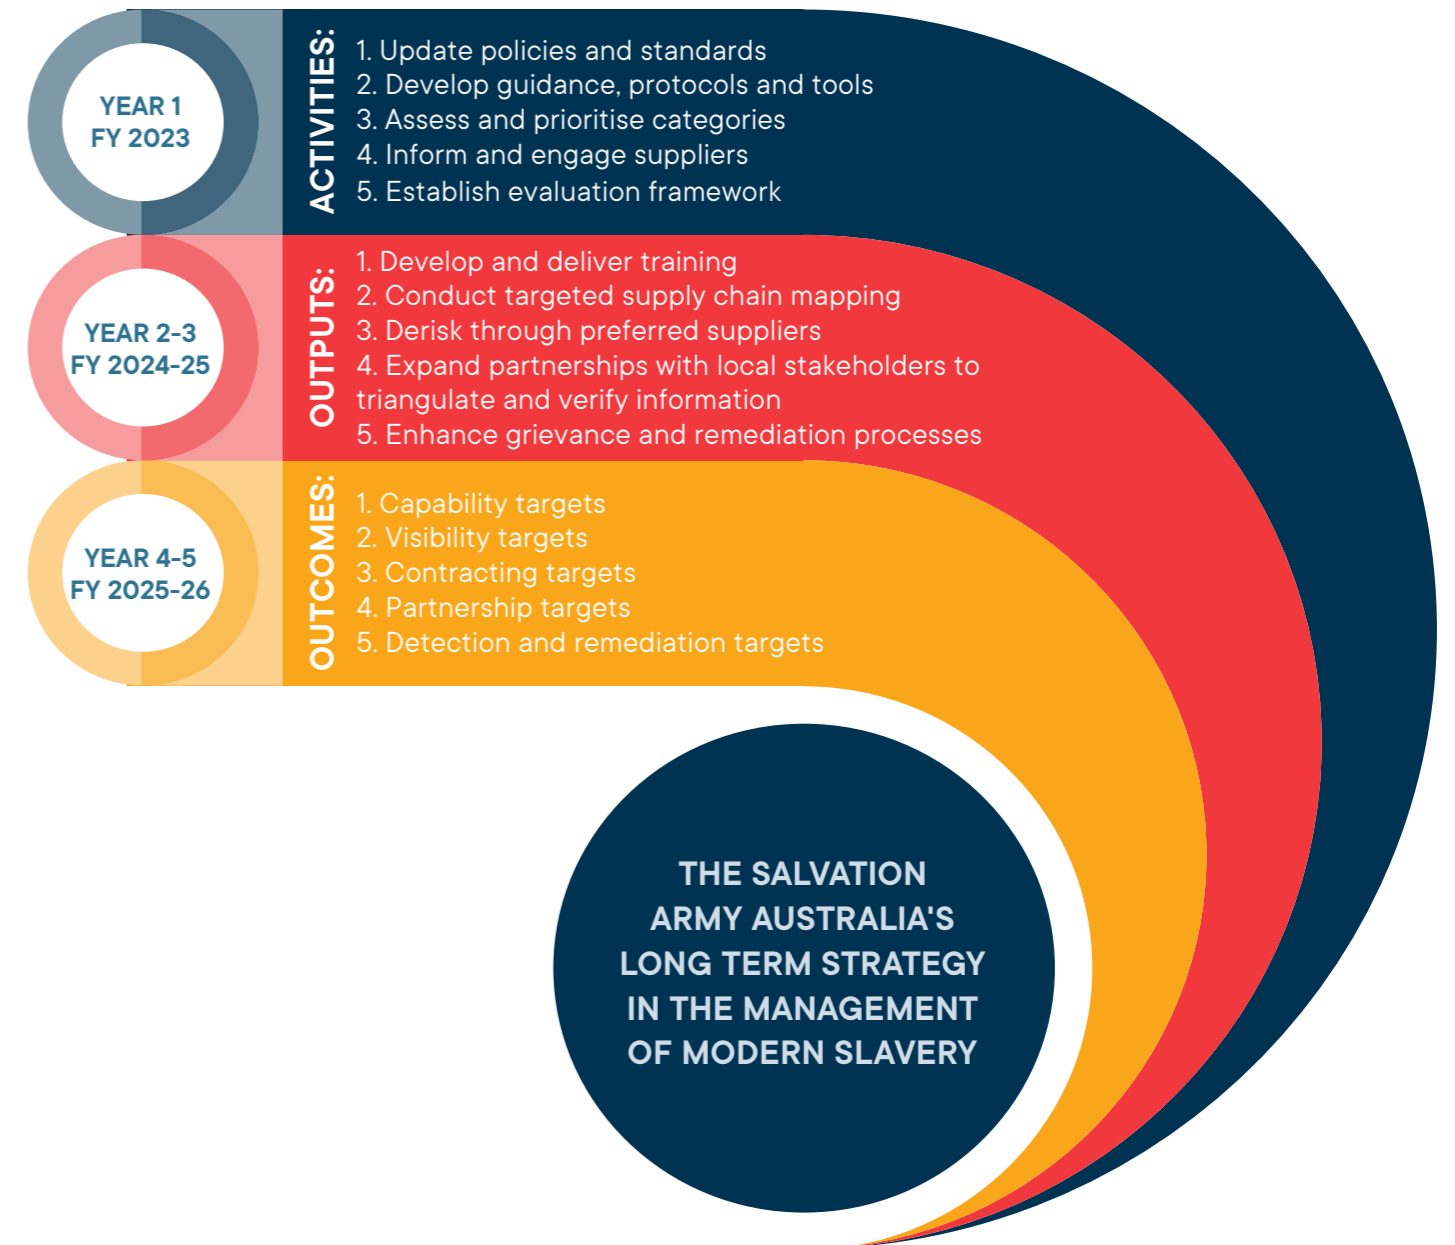 YEAR 1
FY 2023
ACTIVITIES:
1. Update policies and standards
2. Develop guidance, protocols and tools
3. Assess and prioritise categories
4. Inform and engage suppliers
5. Establish evaluation framework
YEAR 2-3
FY 2024-25
OUTPUTS:
1. Develop and deliver training
2. Conduct targeted supply chain mapping
3. Derisk through preferred suppliers
4. Expand partnerships with local stakeholders to
triangulate and verify information
5. Enhance grievance and remediation processes
YEAR 4-5
FY 2025-26
OUTCOMES:
1. Capability targets
2. Visibility targets
3. Contracting targets
4. Partnership targets
5. Detection and remediation targets
THE SALVATION
ARMY AUSTRALIA'S
LONG TERM STRATEGY
IN THE MANAGEMENT
OF MODERN SLAVERY